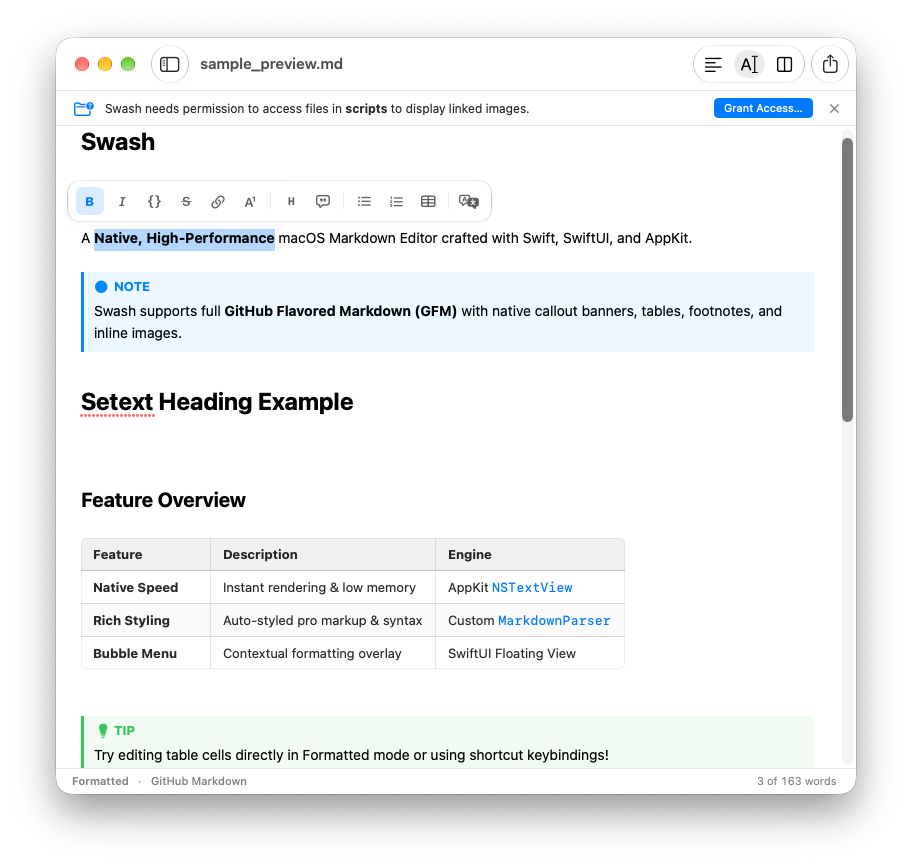 sample_preview.md
A
Swash needs permission to access files in scripts to display linked images.
Grant Access...
Swash
B I {} S A¹ H
A Native, High-Performance macOS Markdown Editor crafted with Swift, SwiftUI, and AppKit.
NOTE
Swash supports full GitHub Flavored Markdown (GFM) with native callout banners, tables, footnotes, and
inline images.
Setext Heading Example
Feature Overview
Feature Description Engine
Native Speed Instant rendering & low memory AppKit NSTextView
Rich Styling Auto-styled pro markup & syntax Custom MarkdownParser
Bubble Menu Contextual formatting overlay SwiftUI Floating View
TIP
Try editing table cells directly in Formatted mode or using shortcut keybindings!
Formatted · GitHub Markdown 3 of 163 words